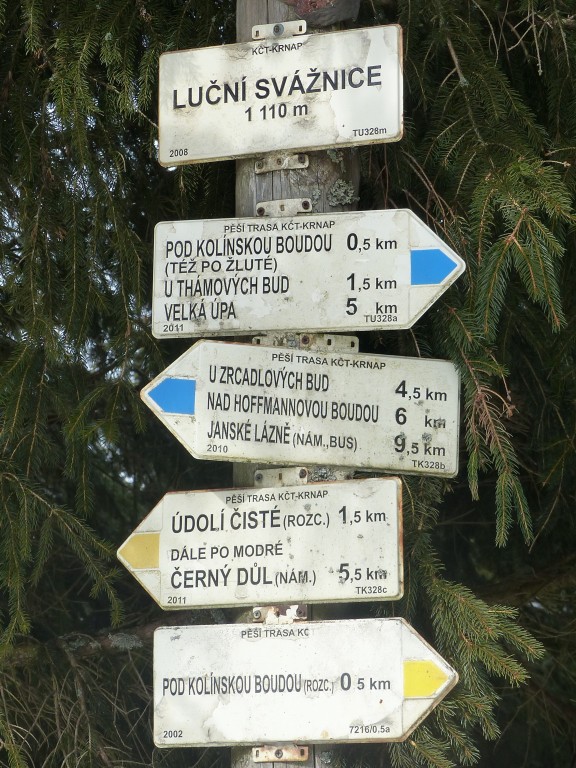 KČT-KRNAP
LUČNÍ SVÁŽNICE
1 110 m
2008 TU328m
PĚŠÍ TRASA KČT-KRNAP
POD KOLÍNSKOU BOUDOU 0,5 km
(TÉŽ PO ŽLUTÉ)
U THÁMOVÝCH BUD 1,5 km
VELKÁ ÚPA 5 km
2011 TU328a
PĚŠÍ TRASA KČT-KRNAP
U ZRCADLOVÝCH BUD 4,5 km
NAD HOFFMANNOVOU BOUDOU 6 km
JANSKÉ LÁZNĚ (NÁM.,BUS) 9,5 km
2010 TK328b
PĚŠÍ TRASA KČT-KRNAP
ÚDOLÍ ČISTÉ (ROZC.) 1,5 km
DÁLE PO MODRÉ
ČERNÝ DŮL (NÁM.) 5,5 km
2011 TK328c
PĚŠÍ TRASA KČ
POD KOLÍNSKOU BOUDOU (ROZC.) 0 5 km
2002 7216/0.5a